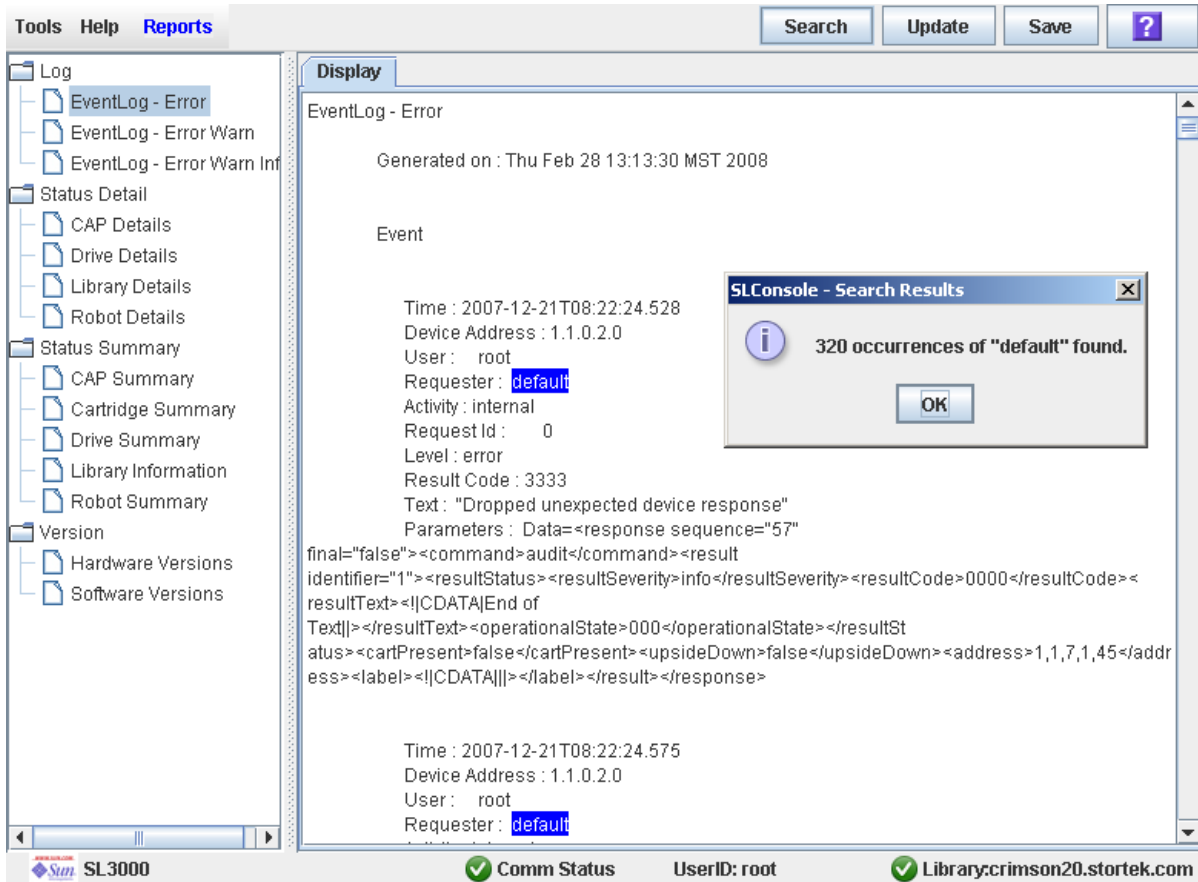 Tools Help Reports
Search Update Save ?
Log
EventLog - Error
EventLog - Error Warn
EventLog - Error Warn Inf
Status Detail
CAP Details
Drive Details
Library Details
Robot Details
Status Summary
CAP Summary
Cartridge Summary
Drive Summary
Library Information
Robot Summary
Version
Hardware Versions
Software Versions
Display
EventLog - Error
Generated on : Thu Feb 28 13:13:30 MST 2008
Event
Time : 2007-12-21T08:22:24.528
Device Address : 1.1.0.2.0
User : root
Requester : default
Activity : internal
Request Id : 0
Level : error
Result Code : 3333
Text : "Dropped unexpected device response"
Parameters : Data=<response sequence="57"
final="false"><command>audit</command><result
identifier="1"><resultStatus><resultSeverity>info</resultSeverity><resultCode>0000</resultCode><
resultText><!|CDATA|End of
Text||></resultText><operationalState>000</operationalState></resultSt
atus><cartPresent>false</cartPresent><upsideDown>false</upsideDown><address>1,1,7,1,45</addr
ess><label><!|CDATA|||></label></result></response>
Time : 2007-12-21T08:22:24.575
Device Address : 1.1.0.2.0
User : root
Requester : default
SLConsole - Search Results
320 occurrences of "default" found.
OK
Sun SL3000
Comm Status
UserID: root
Library:crimson20.stortek.com